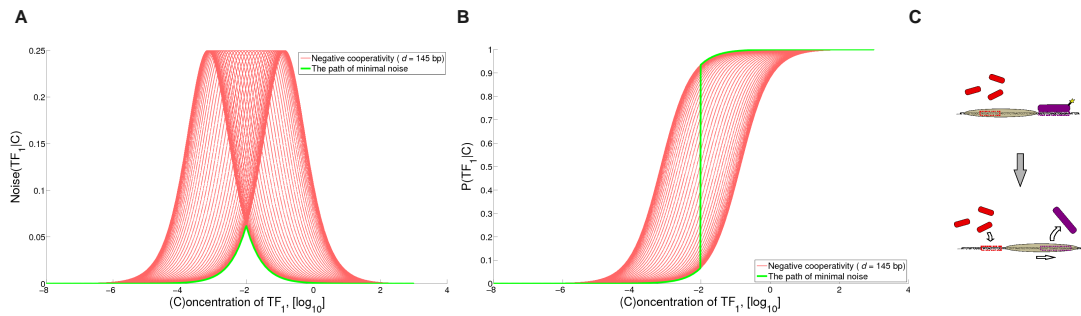 A
B
C
0.25
0.2
0.15
0.1
0.05
0
Noise(TF1|C)
Negative cooperativity ( d = 145 bp)
The path of minimal noise
−8
−6
−4
−2
0
2
4
(C)oncentration of TF1, [log10]
1
0.9
0.8
0.7
0.6
0.5
0.4
0.3
0.2
0.1
0
P(TF1|C)
Negative cooperativity ( d = 145 bp)
The path of minimal noise
−8
−6
−4
−2
0
2
4
(C)oncentration of TF1, [log10]